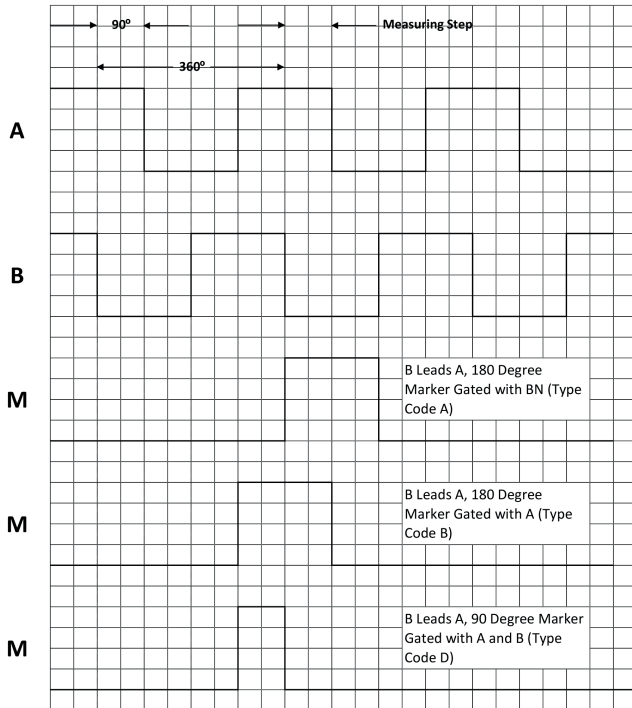 90° Measuring Step
360°
A
B
B Leads A, 180 Degree
Marker Gated with BN (Type
Code A)
M
B Leads A, 180 Degree
Marker Gated with A (Type
Code B)
M
B Leads A, 90 Degree Marker
Gated with A and B (Type
Code D)
M